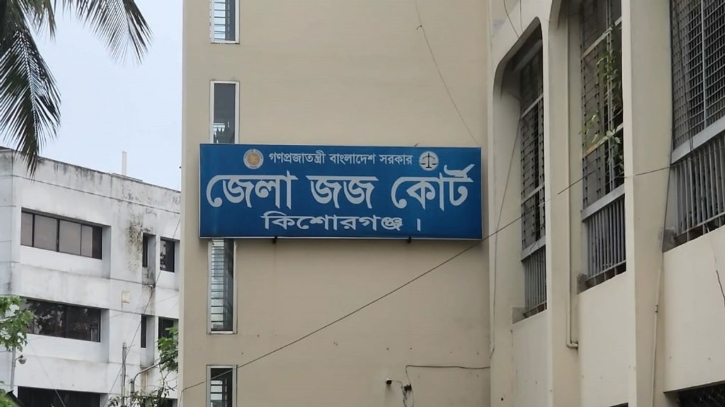 গণপ্রজাতন্ত্রী বাংলাদেশ সরকার
জেলা জজ কোর্ট
কিশোরগঞ্জ।